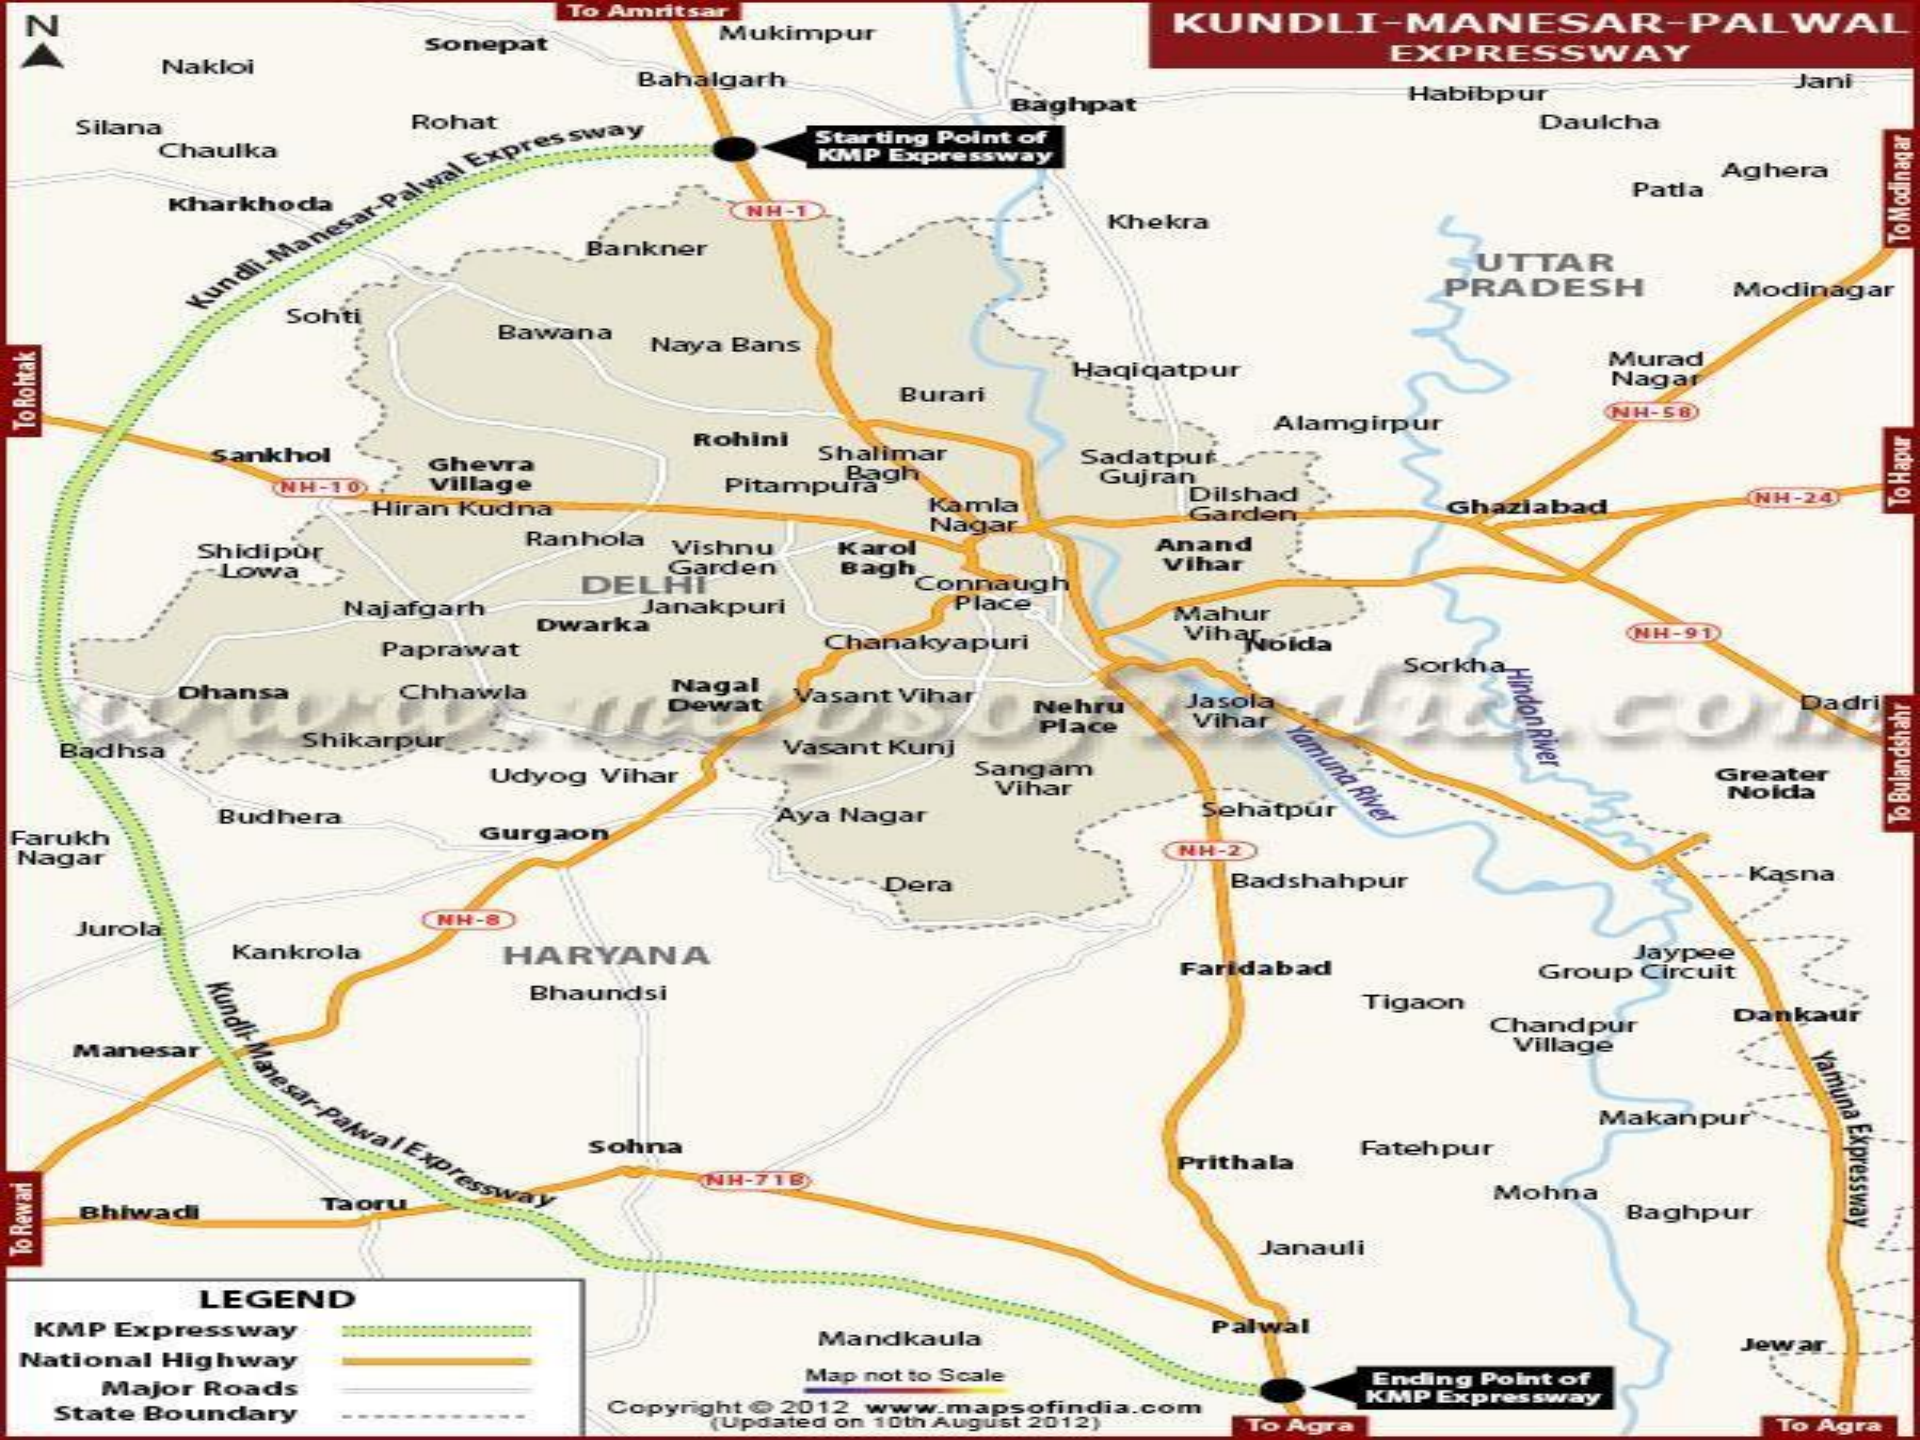 To Amritsar
KUNDLI-MANESAR-PALWAL
EXPRESSWAY
N
Sonepat
Mukimpur
Nakloi
Bahalgarh
Jani
Habibpur
Baghpat
Daulcha
Silana
Rohat
Chaulka
Starting Point of
KMP Expressway
Kundli-Manesar-Palwal Expressway
Aghera
Patla
To Modinagar
Kharkhoda
NH-1
Khekra
Bankner
UTTAR
PRADESH
Modinagar
Sohti
Bawana
Naya Bans
Murad
Nagar
Haqiqatpur
To Rohtak
Burari
NH-58
Alamgirpur
Rohini
Sankhol
Shalimar
Bagh
Sadatpur
Gujran
To Hapur
Ghevra
Village
Pitampura
NH-10
Dilshad
Garden
NH-24
Hiran Kudna
Kamla
Nagar
Ghaziabad
Ranhola
Vishnu
Garden
Karol
Bagh
Anand
Vihar
Shidipur
Lowa
DELHI
Connaugh
Place
Najafgarh
Janakpuri
Dwarka
Mahur
Vihar
NH-91
Paprawat
Chanakyapuri
Noida
Sorkha
Dhansa
Chhawla
Nagal
Dewat
Vasant Vihar
Nehru
Place
Jasola
Vihar
Hindon River
Dadri
To Bulandshahr
www.mapsofindia.com
Badhsa
Shikarpur
Vasant Kunj
Yamuna River
Udyog Vihar
Sangam
Vihar
Greater
Noida
Budhera
Aya Nagar
Sehatpur
Farukh
Nagar
Gurgaon
NH-2
Dera
Badshahpur
Kasna
Jurola
NH-8
Kankrola
HARYANA
Faridabad
Jaypee
Group Circuit
Bhaundsi
Tigaon
Dankaur
Kundli-Manesar-Palwal Expressway
Chandpur
Village
Manesar
Yamuna Expressway
Makanpur
Sohna
Fatehpur
Prithala
NH-71B
To Rewari
Bhiwadi
Taoru
Mohna
Baghpur
Janauli
LEGEND
KMP Expressway
National Highway
Major Roads
State Boundary
Palwal
Mandkaula
Jewar
Map not to Scale
Ending Point of
KMP Expressway
Copyright © 2012 www.mapsofindia.com
(Updated on 10th August 2012)
To Agra
To Agra